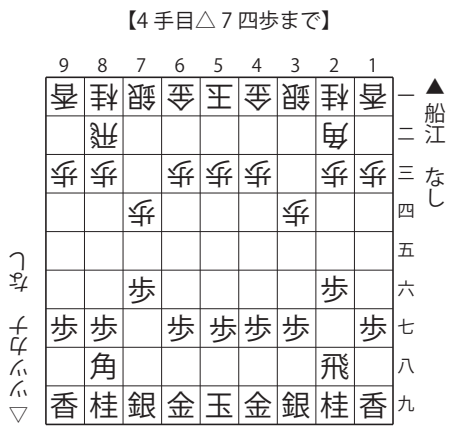 【4手目△7四歩まで】
9 8 7 6 5 4 3 2 1
香 桂 銀 金 王 金 銀 桂 香 一
飛 角 二
歩 歩 歩 歩 歩 歩 歩 三
歩 歩 四
五
歩 歩 六
歩 歩 歩 歩 歩 歩 歩 七
角 飛 八
香 桂 銀 金 玉 金 銀 桂 香 九
▲船江 なし
△ツツカナ なし